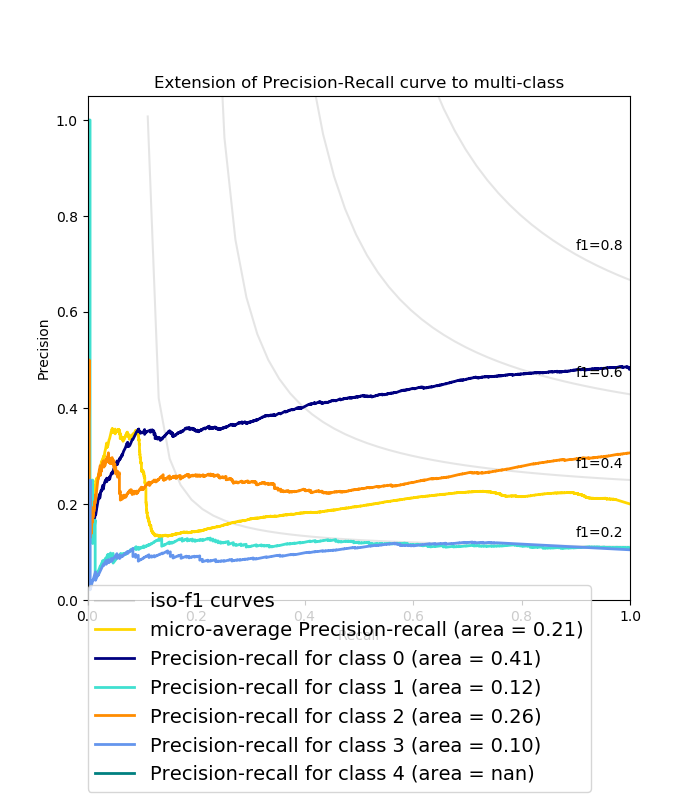 Extension of Precision-Recall curve to multi-class
1.0
0.8
0.6
0.4
0.2
0.0
Precision
f1=0.8
f1=0.6
f1=0.4
f1=0.2
0.0
0.2
0.4
0.6
0.8
1.0
Recall
iso-f1 curves
micro-average Precision-recall (area = 0.21)
Precision-recall for class 0 (area = 0.41)
Precision-recall for class 1 (area = 0.12)
Precision-recall for class 2 (area = 0.26)
Precision-recall for class 3 (area = 0.10)
Precision-recall for class 4 (area = nan)